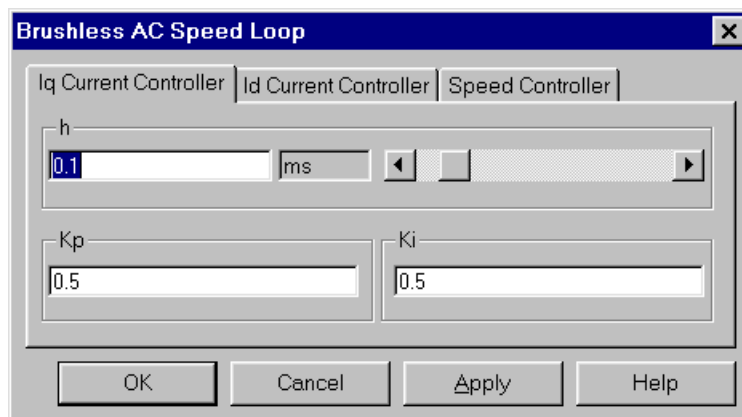 Brushless AC Speed Loop
Iq Current Controller Id Current Controller Speed Controller
h
0.1 ms
Kp Ki
0.5 0.5
OK Cancel Apply Help